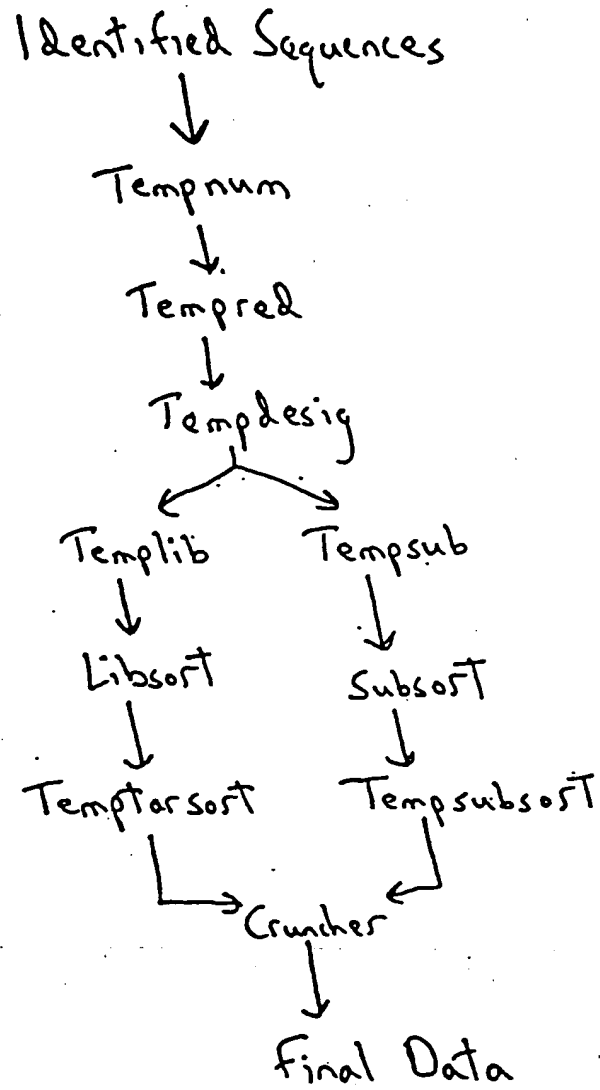 Identified Sequences
Tempnum
Tempred
Tempdesig
Templib Tempsub
Libsort Subsort
Temptarsort Tempsubsort
Cruncher
Final Data